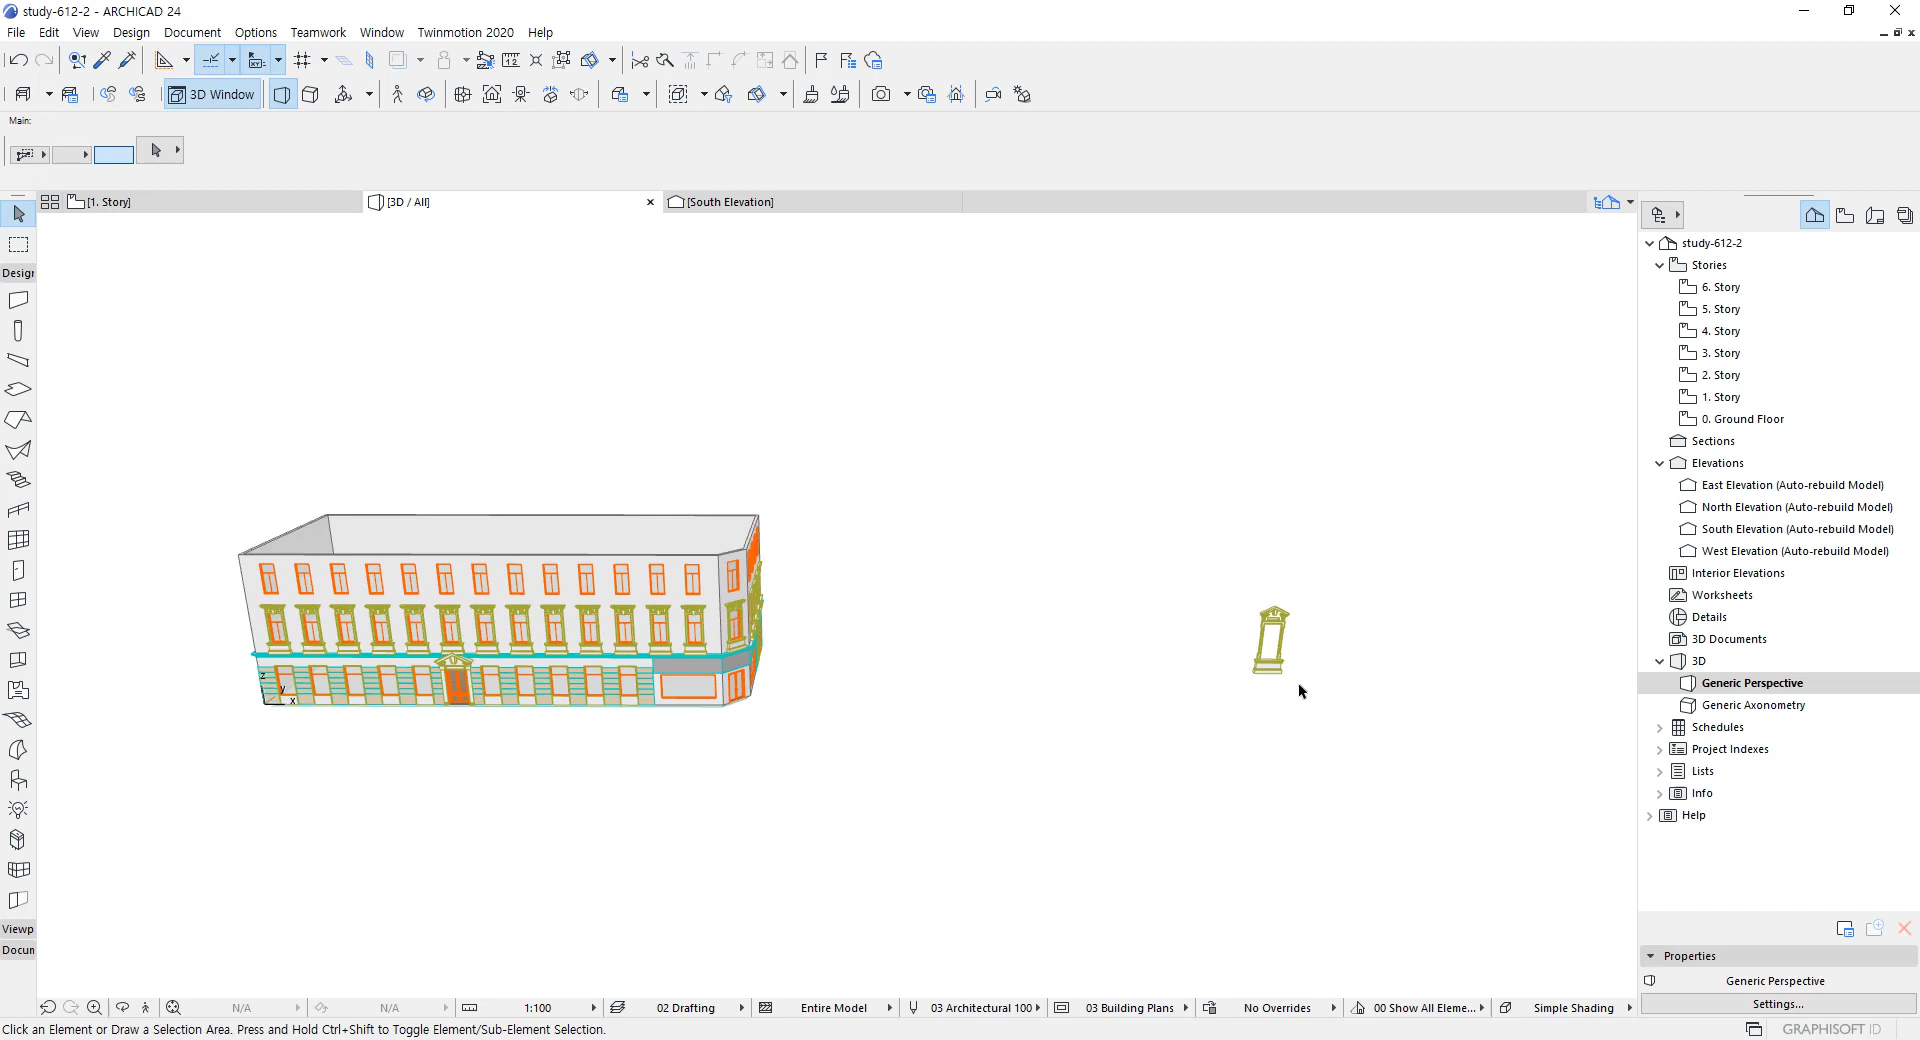 study-612-2 - ARCHICAD 24
File Edit View Design Document Options Teamwork Window Twinmotion 2020 Help
3D Window
Main:
[1. Story]
[3D / All]
[South Elevation]
Design
Viewp
Docun
z
y
x
study-612-2
Stories
6. Story
5. Story
4. Story
3. Story
2. Story
1. Story
0. Ground Floor
Sections
Elevations
East Elevation (Auto-rebuild Model)
North Elevation (Auto-rebuild Model)
South Elevation (Auto-rebuild Model)
West Elevation (Auto-rebuild Model)
Interior Elevations
Worksheets
Details
3D Documents
3D
Generic Perspective
Generic Axonometry
Schedules
Project Indexes
Lists
Info
Help
Properties
Generic Perspective
Settings...
N/A N/A 1:100 02 Drafting Entire Model 03 Architectural 100 03 Building Plans No Overrides 00 Show All Eleme... Simple Shading
Click an Element or Draw a Selection Area. Press and Hold Ctrl+Shift to Toggle Element/Sub-Element Selection.
GRAPHISOFT ID